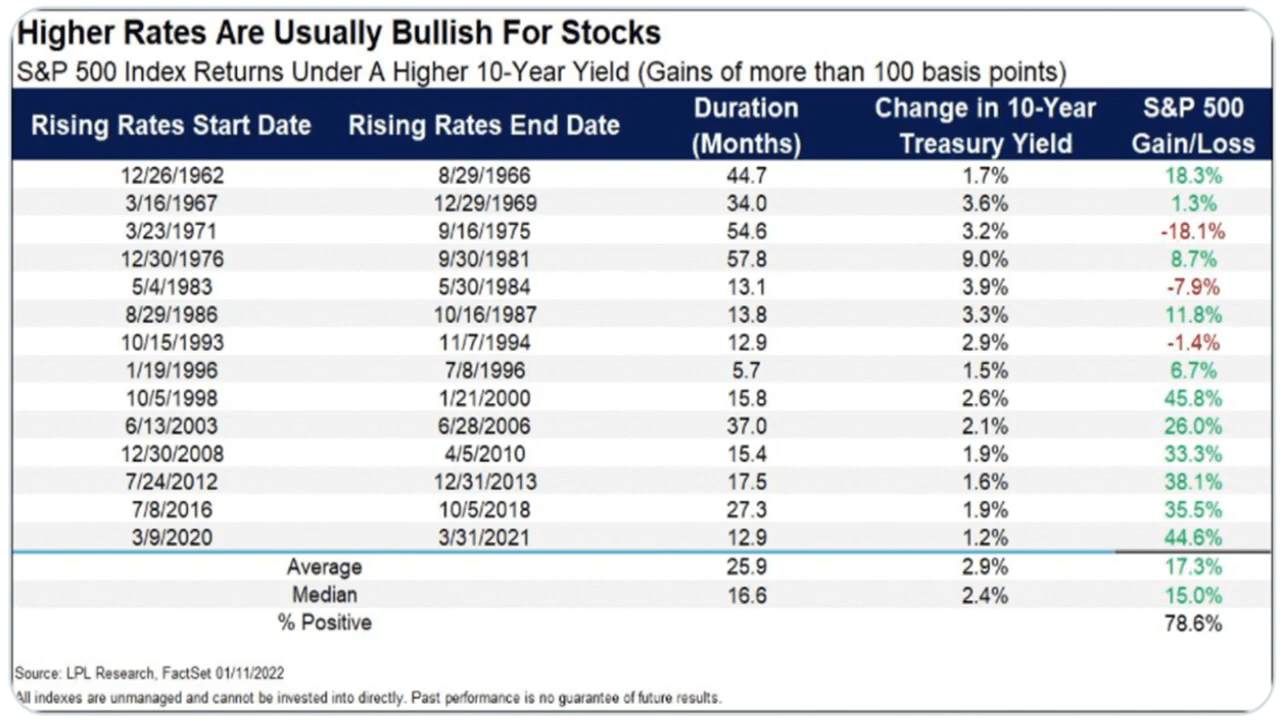 Higher Rates Are Usually Bullish For Stocks
S&P 500 Index Returns Under A Higher 10-Year Yield (Gains of more than 100 basis points)
Rising Rates Start Date Rising Rates End Date Duration (Months) Change in 10-Year Treasury Yield S&P 500 Gain/Loss
12/26/1962 8/29/1966 44.7 1.7% 18.3%
3/16/1967 12/29/1969 34.0 3.6% 1.3%
3/23/1971 9/16/1975 54.6 3.2% -18.1%
12/30/1976 9/30/1981 57.8 9.0% 8.7%
5/4/1983 5/30/1984 13.1 3.9% -7.9%
8/29/1986 10/16/1987 13.8 3.3% 11.8%
10/15/1993 11/7/1994 12.9 2.9% -1.4%
1/19/1996 7/8/1996 5.7 1.5% 6.7%
10/5/1998 1/21/2000 15.8 2.6% 45.8%
6/13/2003 6/28/2006 37.0 2.1% 26.0%
12/30/2008 4/5/2010 15.4 1.9% 33.3%
7/24/2012 12/31/2013 17.5 1.6% 38.1%
7/8/2016 10/5/2018 27.3 1.9% 35.5%
3/9/2020 3/31/2021 12.9 1.2% 44.6%
Average 25.9 2.9% 17.3%
Median 16.6 2.4% 15.0%
% Positive 78.6%
Source: LPL Research, FactSet 01/11/2022
All indexes are unmanaged and cannot be invested into directly. Past performance is no guarantee of future results.